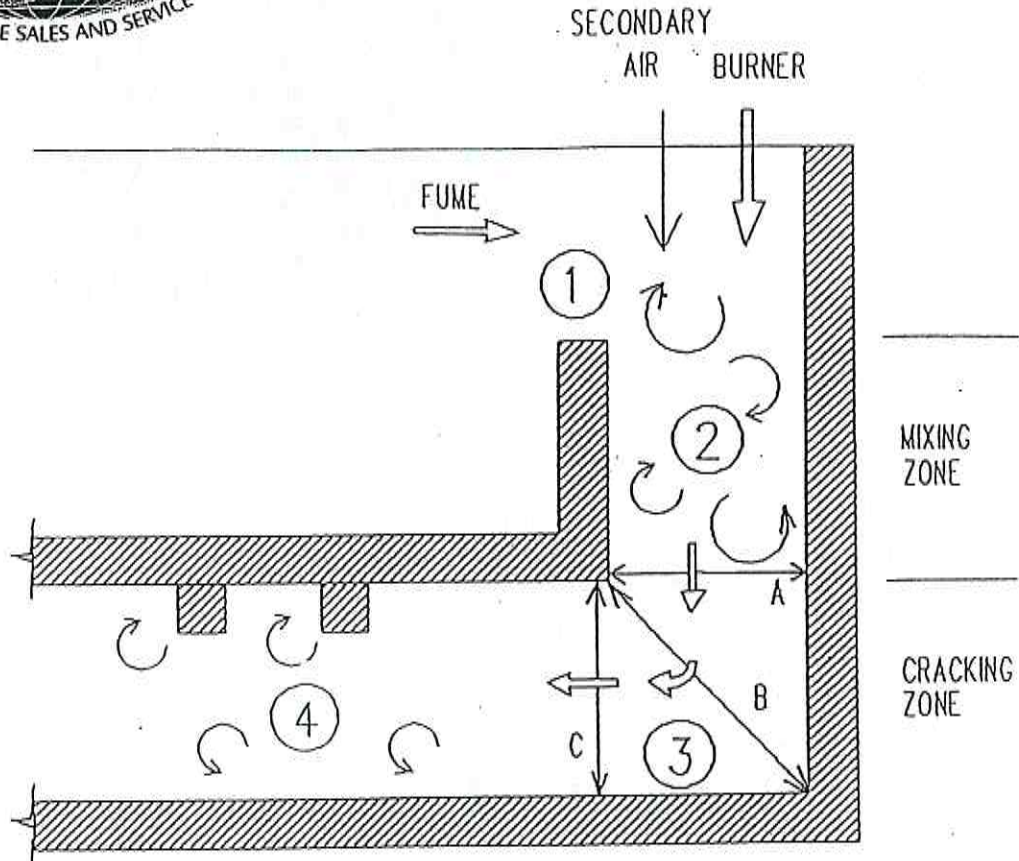 SALES AND SERVICE
SECONDARY
AIR BURNER
FUME
1
2
MIXING
ZONE
A
CRACKING
ZONE
B
C
3
4